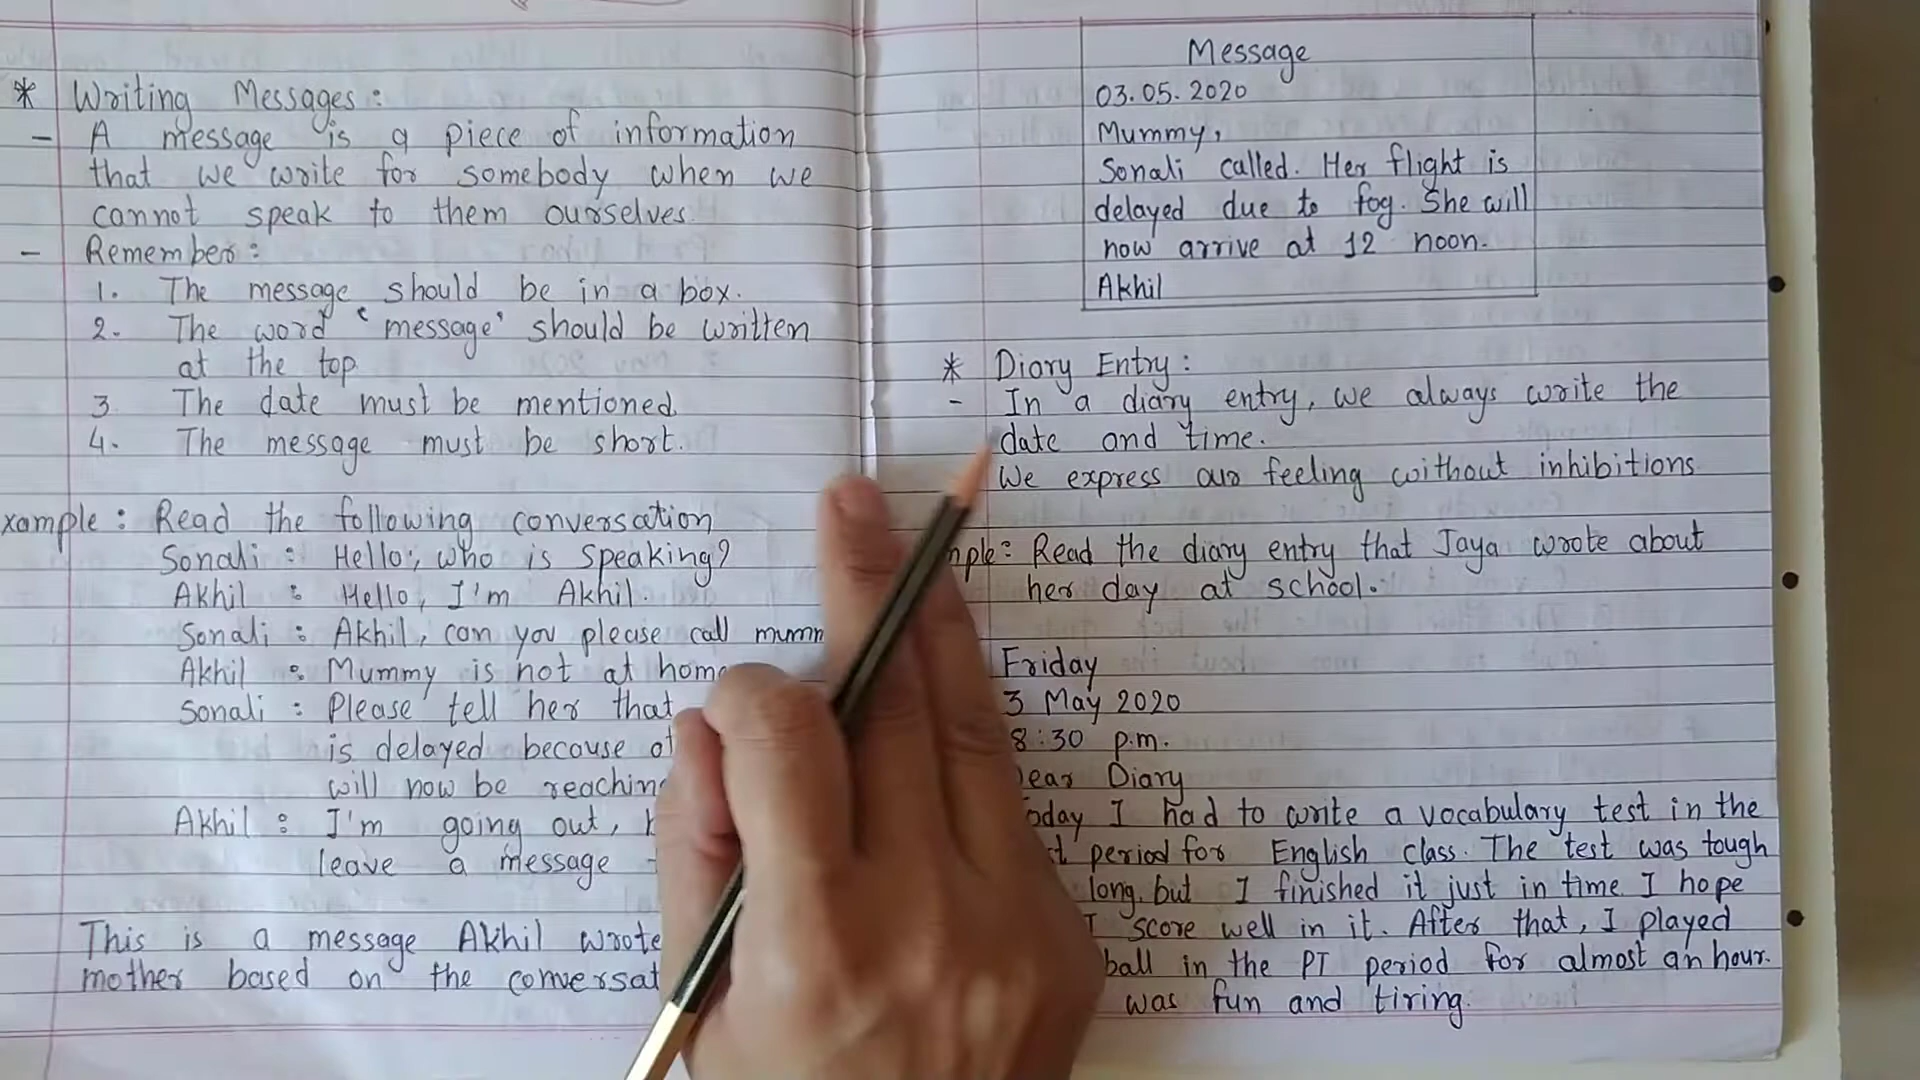 * Writing Messages :
- A message is a piece of information
that we write for somebody when we
cannot speak to them ourselves.
- Remember :
1. The message should be in a box.
2. The word 'message' should be written
at the top
3. The date must be mentioned
4. The message must be short.
xample : Read the following conversation
Sonali : Hello, who is speaking?
Akhil : Hello, I'm Akhil.
Sonali : Akhil, can you please call mumm
Akhil : Mummy is not at home
Sonali : Please tell her that
is delayed because of
will now be reaching
Akhil : I'm going out,
leave a message
This is a message Akhil wrote
mother based on the conversat
Message
03.05.2020
Mummy,
Sonali called. Her flight is
delayed due to fog. She will
now arrive at 12 noon.
Akhil
* Diary Entry :
- In a diary entry, we always write the
date and time.
We express our feeling without inhibitions
mple : Read the diary entry that Jaya wrote about
her day at school.
Friday
3 May 2020
8:30 p.m.
ear Diary
oday I had to write a vocabulary test in the
t period for English class. The test was tough
long, but I finished it just in time I hope
I score well in it. After that, I played
ball in the PT period for almost an hour.
was fun and tiring.